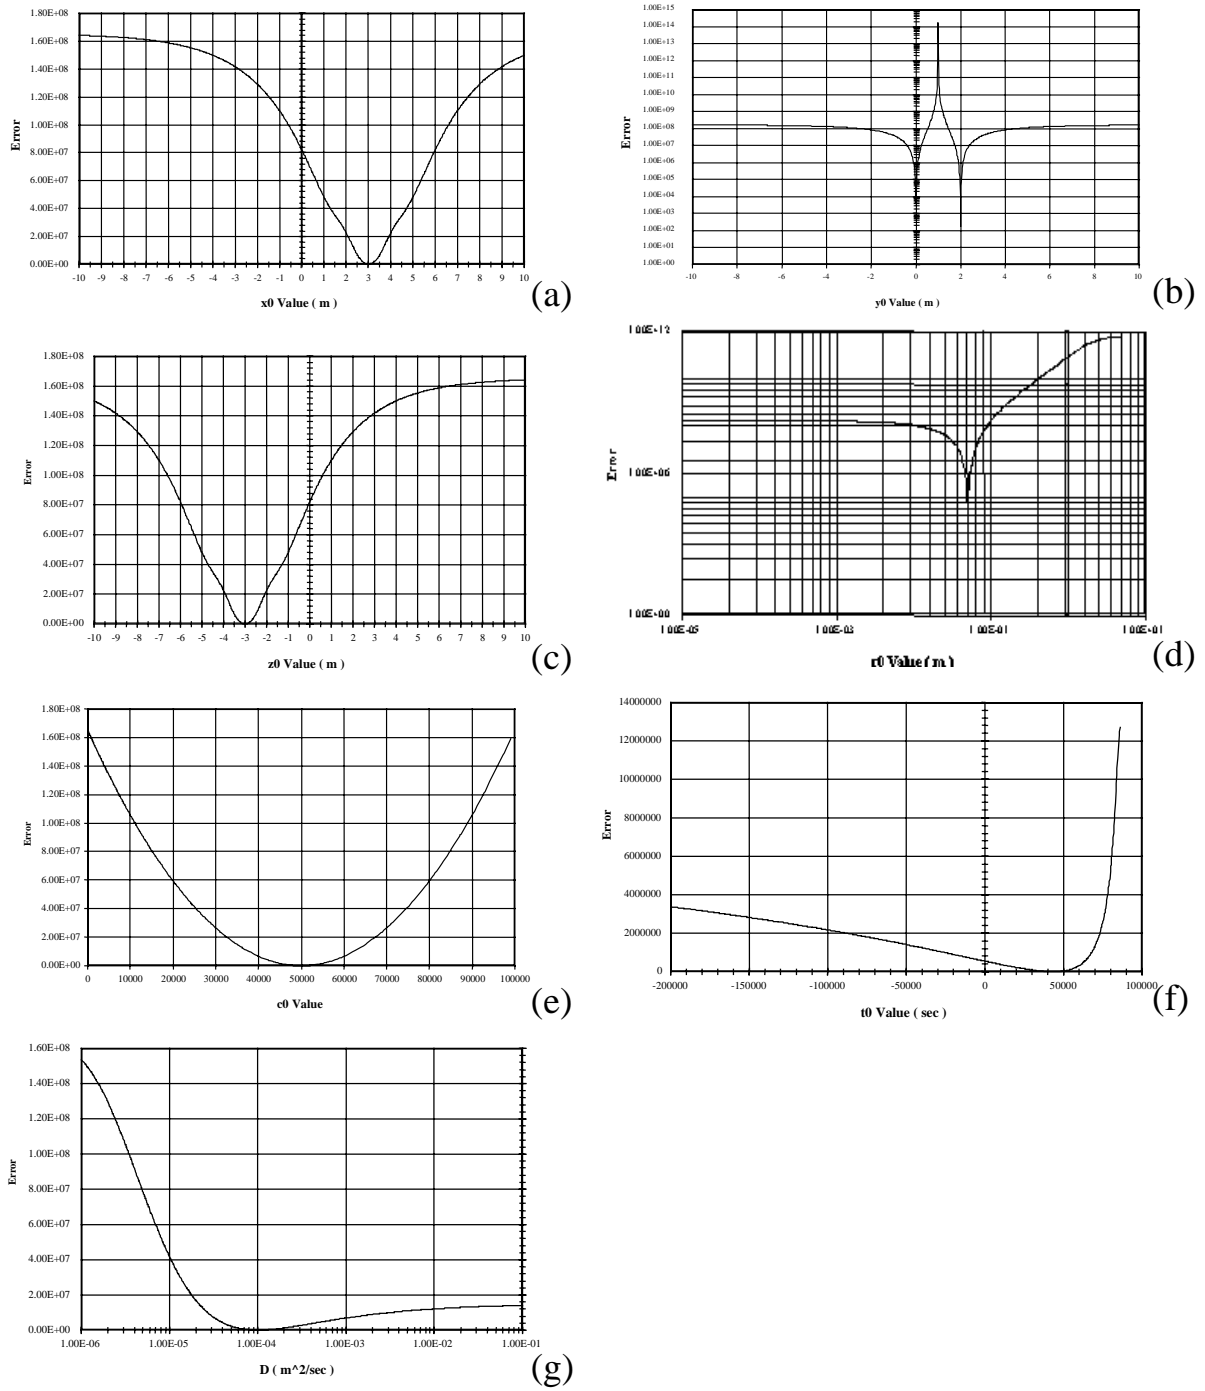 1.80E+08
1.60E+08
1.40E+08
1.20E+08
1.00E+08
8.00E+07
6.00E+07
4.00E+07
2.00E+07
0.00E+00
Error
-10 -9 -8 -7 -6 -5 -4 -3 -2 -1 0 1 2 3 4 5 6 7 8 9 10
x0 Value ( m )
(a)
1.00E+15
1.00E+14
1.00E+13
1.00E+12
1.00E+11
1.00E+10
1.00E+09
1.00E+08
1.00E+07
1.00E+06
1.00E+05
1.00E+04
1.00E+03
1.00E+02
1.00E+01
1.00E+00
Error
-10 -8 -6 -4 -2 0 2 4 6 8 10
y0 Value ( m )
(b)
1.80E+08
1.60E+08
1.40E+08
1.20E+08
1.00E+08
8.00E+07
6.00E+07
4.00E+07
2.00E+07
0.00E+00
Error
-10 -9 -8 -7 -6 -5 -4 -3 -2 -1 0 1 2 3 4 5 6 7 8 9 10
z0 Value ( m )
(c)
Error
r0 Value ( m )
(d)
1.80E+08
1.60E+08
1.40E+08
1.20E+08
1.00E+08
8.00E+07
6.00E+07
4.00E+07
2.00E+07
0.00E+00
Error
0 10000 20000 30000 40000 50000 60000 70000 80000 90000 100000
c0 Value
(e)
14000000
12000000
10000000
8000000
6000000
4000000
2000000
0
Error
-200000 -150000 -100000 -50000 0 50000 100000
t0 Value ( sec )
(f)
1.60E+08
1.40E+08
1.20E+08
1.00E+08
8.00E+07
6.00E+07
4.00E+07
2.00E+07
0.00E+00
Error
1.00E-06 1.00E-05 1.00E-04 1.00E-03 1.00E-02 1.00E-01
D ( m^2/sec )
(g)